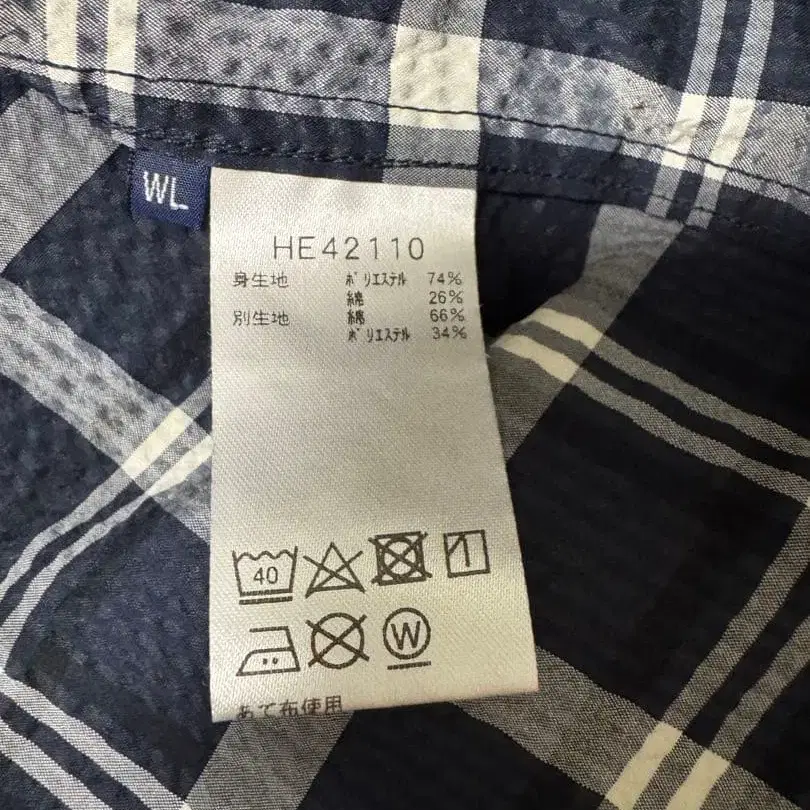 WL
HE42110
身生地 ﾎﾟﾘｴｽﾃﾙ 74%
綿 26%
別生地 綿 66%
ﾎﾟﾘｴｽﾃﾙ 34%
40
W
あて布使用